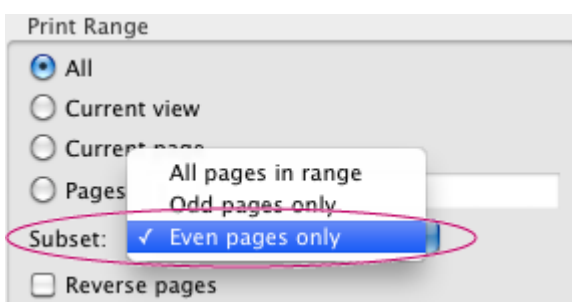 Print Range
All
Current view
Current page
All pages in range
Pages
Odd pages only
Subset: ✓ Even pages only
Reverse pages